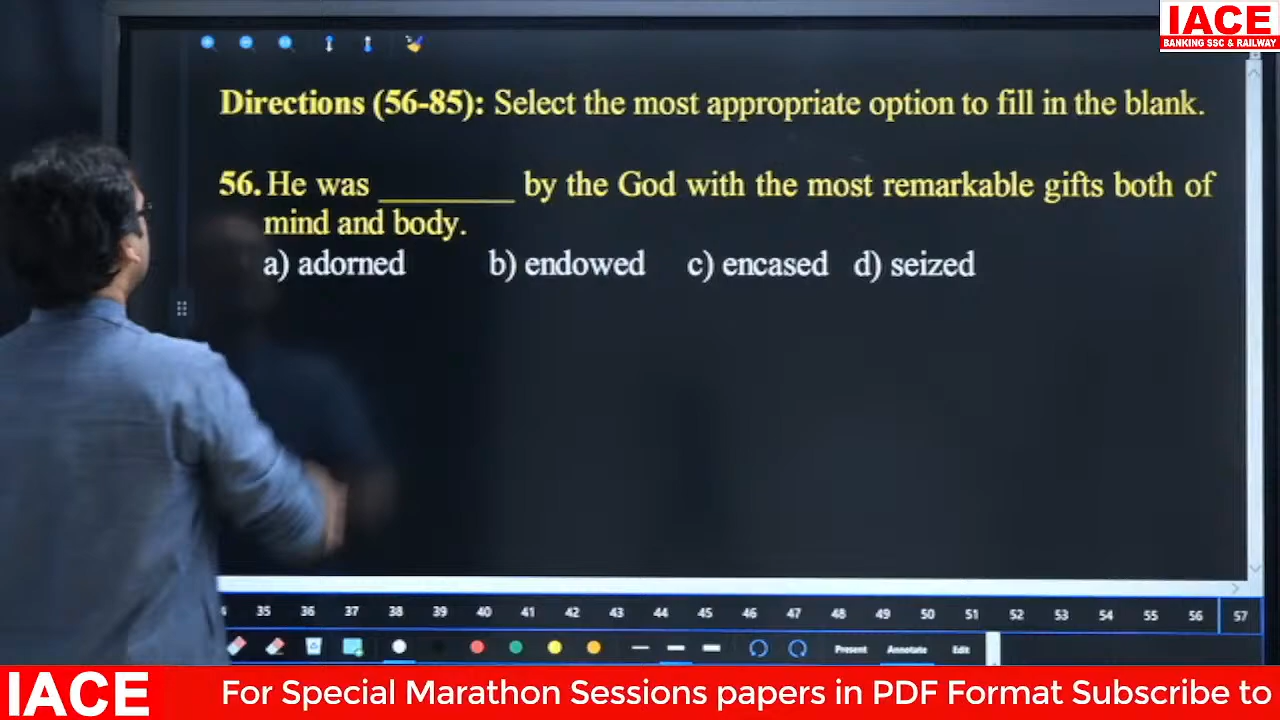 IACE
BANKING SSC & RAILWAY
Directions (56-85): Select the most appropriate option to fill in the blank.
56. He was ________ by the God with the most remarkable gifts both of
mind and body.
a) adorned b) endowed c) encased d) seized
35 36 37 38 39 40 41 42 43 44 45 46 47 48 49 50 51 52 53 54 55 56 57
Present Annotate Edit
IACE For Special Marathon Sessions papers in PDF Format Subscribe to